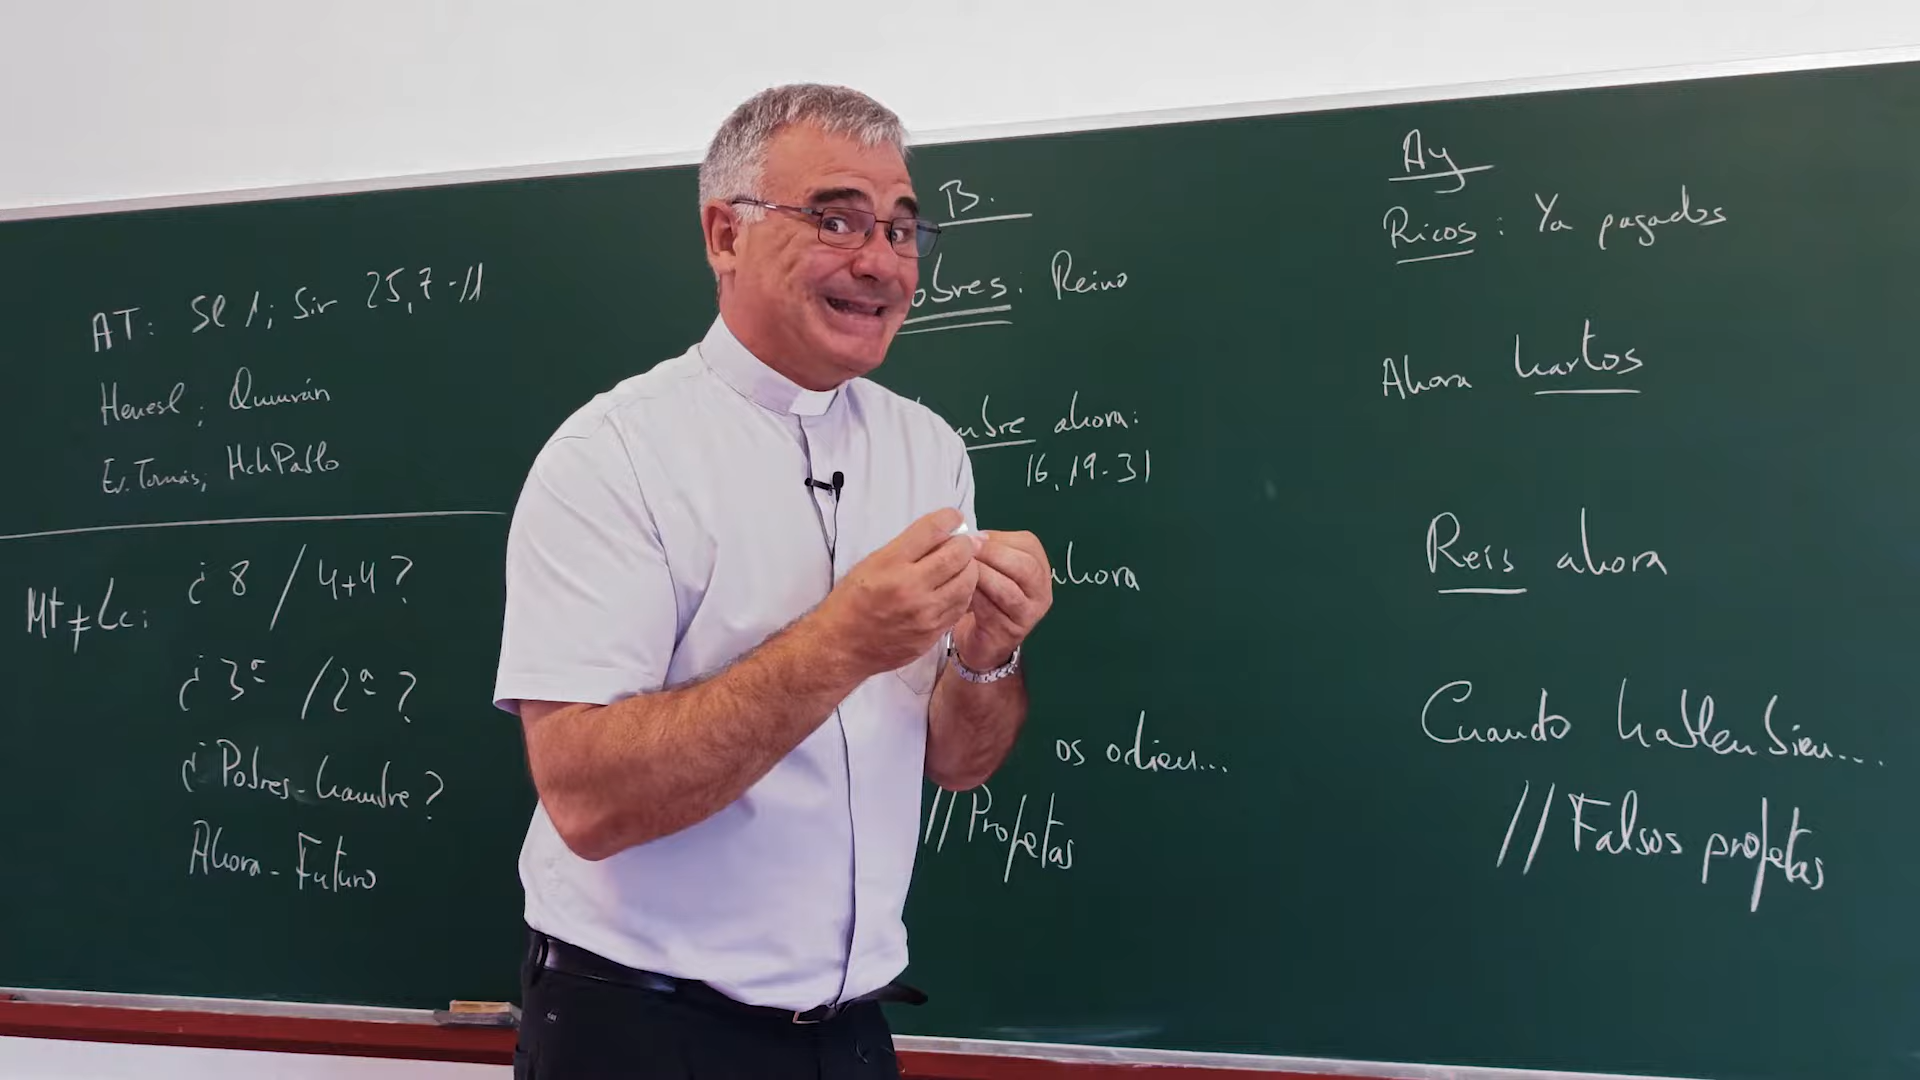 AT: Sl 1; Sir 25,7-11
Henesl; Qumrán
Ev. Tomás, HchPablo
Mt ≠ Lc: ¿8 / 4+4?
¿3ª / 2ª?
¿Pobres-hambre?
Ahora - Futuro
B.
obres: Reino
mbre ahora:
16,19-31
ahora
os odien...
// Profetas
Ay
Ricos: Ya pagados
Ahora hartos
Reis ahora
Cuando hablen bien...
// Falsos profetas